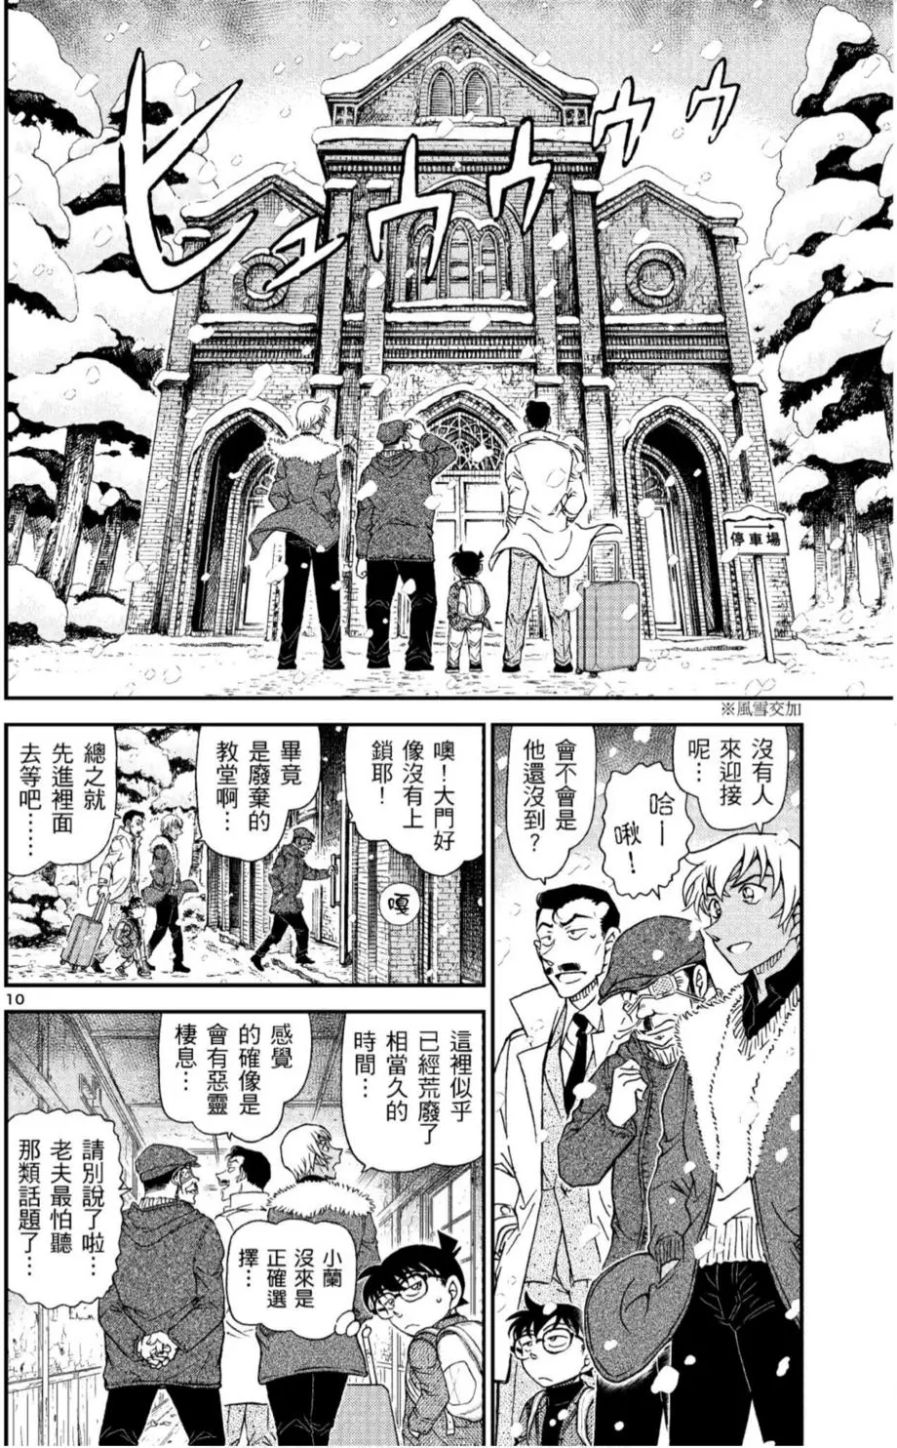 ヒュウウゥゥ
停車場
※風雪交加
沒有人
來迎接
呢…
哈—
啾！
會不會是
他還沒到？
噢！大門好
像沒有上
鎖耶！
嘎
畢竟
是廢棄的
教堂啊…
總之就
先進裡面
去等吧……
10
這裡似乎
已經荒廢了
相當久的
時間…
感覺
的確像是
會有惡靈
棲息…
小蘭
沒來是
正確選
擇…
請別說了啦…
老夫最怕聽
那類話題了…